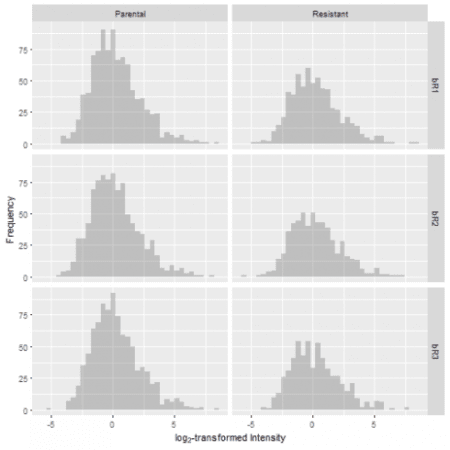 Parental Resistant
75
50
25
0
bR1
75
50
25
0
bR2
Frequency
75
50
25
0
bR3
-5 0 5 -5 0 5
log₂-transformed Intensity